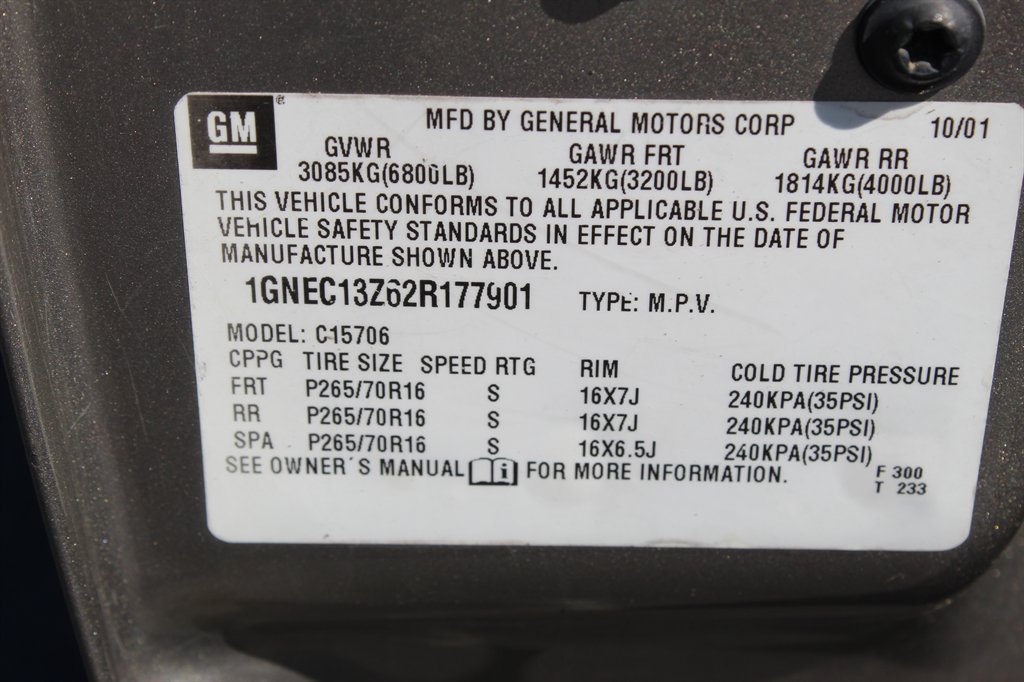 GM
MFD BY GENERAL MOTORS CORP 10/01
GVWR GAWR FRT GAWR RR
3085KG(6800LB) 1452KG(3200LB) 1814KG(4000LB)
THIS VEHICLE CONFORMS TO ALL APPLICABLE U.S. FEDERAL MOTOR
VEHICLE SAFETY STANDARDS IN EFFECT ON THE DATE OF
MANUFACTURE SHOWN ABOVE.
1GNEC13Z62R177901 TYPE: M.P.V.
MODEL: C15706
CPPG TIRE SIZE SPEED RTG RIM COLD TIRE PRESSURE
FRT P265/70R16 S 16X7J 240KPA(35PSI)
RR P265/70R16 S 16X7J 240KPA(35PSI)
SPA P265/70R16 S 16X6.5J 240KPA(35PSI)
SEE OWNER'S MANUAL i FOR MORE INFORMATION.
F 300
T 233